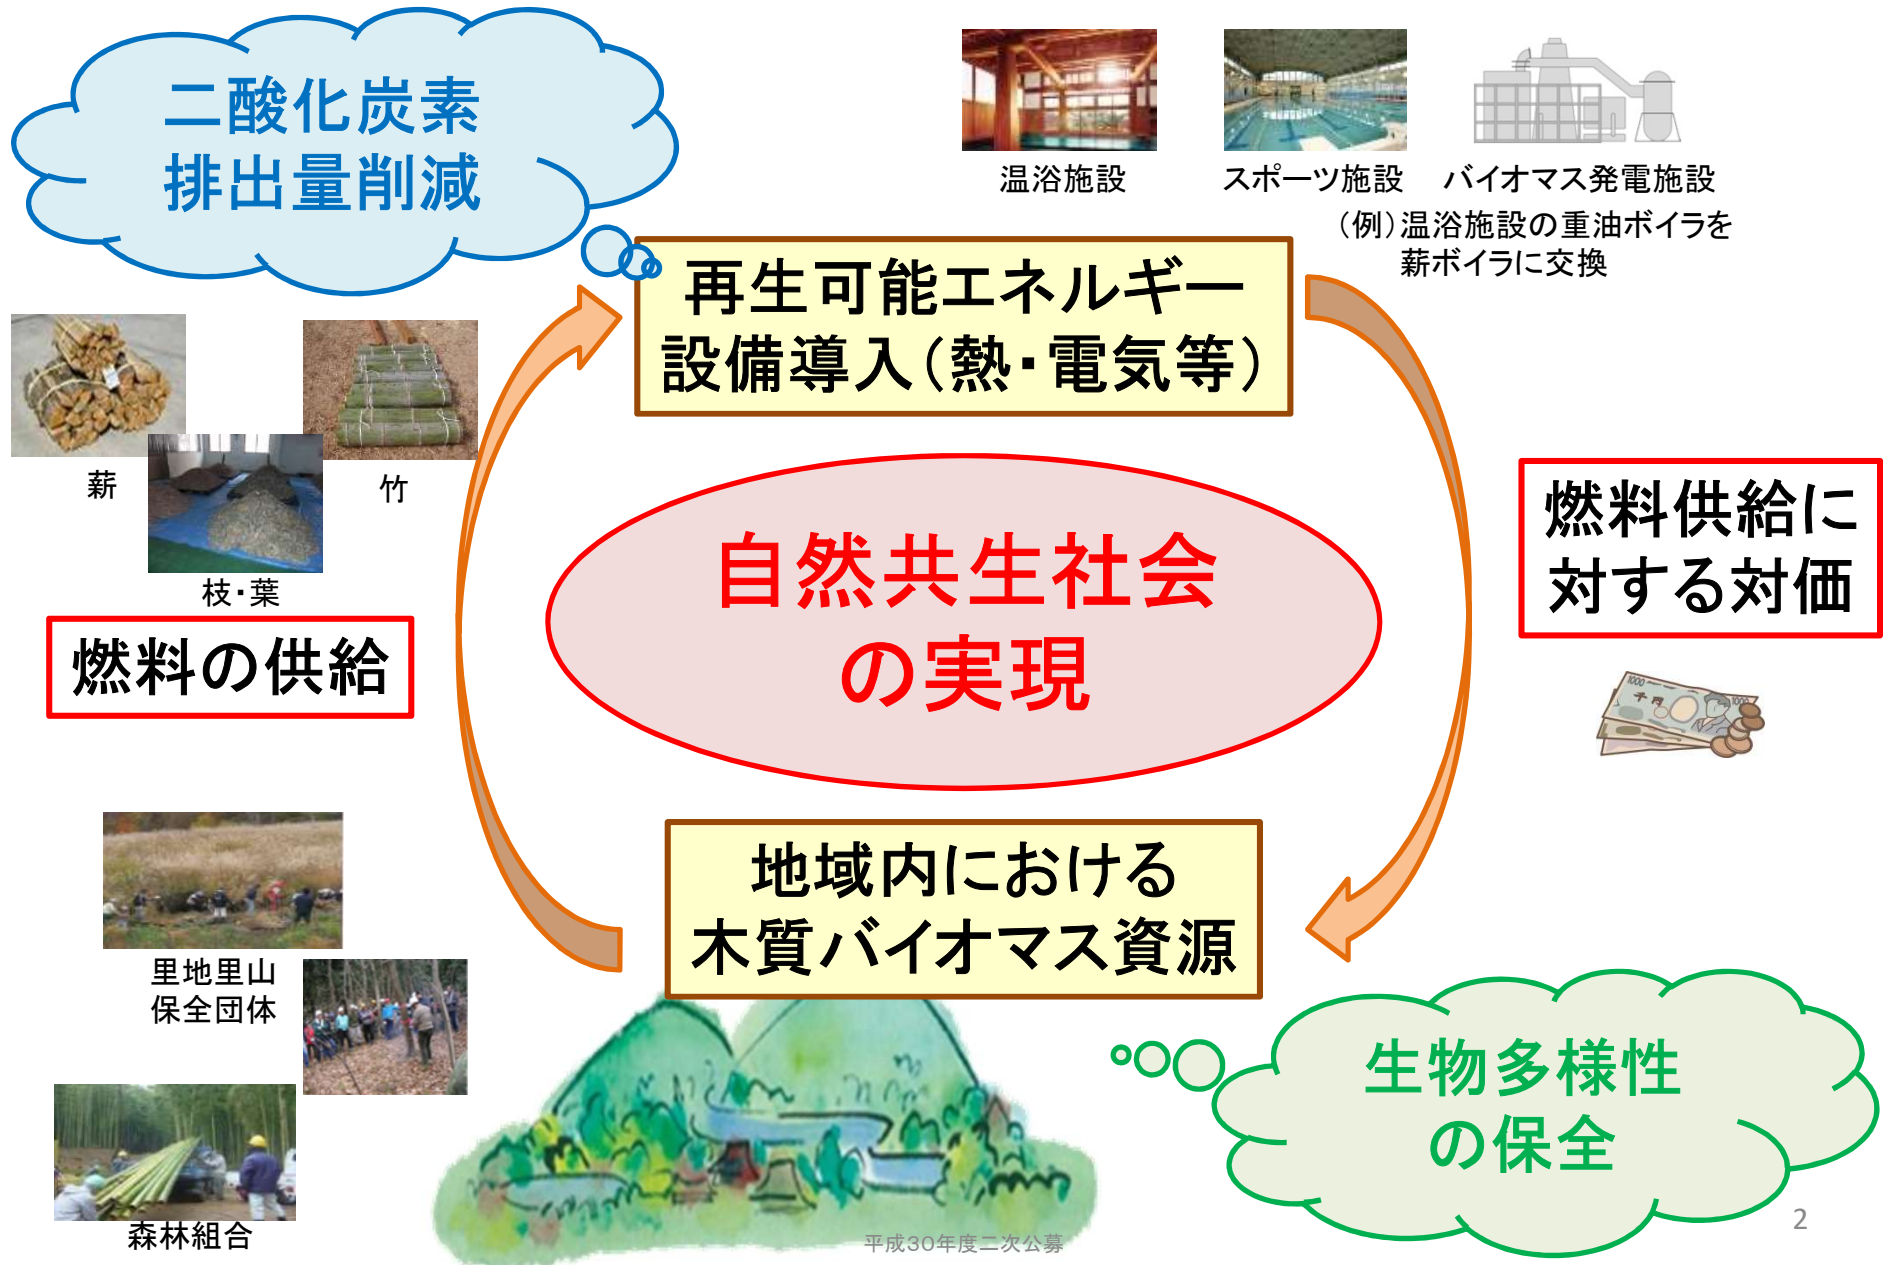 二酸化炭素
排出量削減
温浴施設
スポーツ施設
バイオマス発電施設
（例）温浴施設の重油ボイラを
薪ボイラに交換
再生可能エネルギー
設備導入（熱・電気等）
薪
竹
枝・葉
燃料の供給
自然共生社会
の実現
燃料供給に
対する対価
1000
千円
1000
地域内における
木質バイオマス資源
里地里山
保全団体
森林組合
生物多様性
の保全
平成30年度二次公募
2